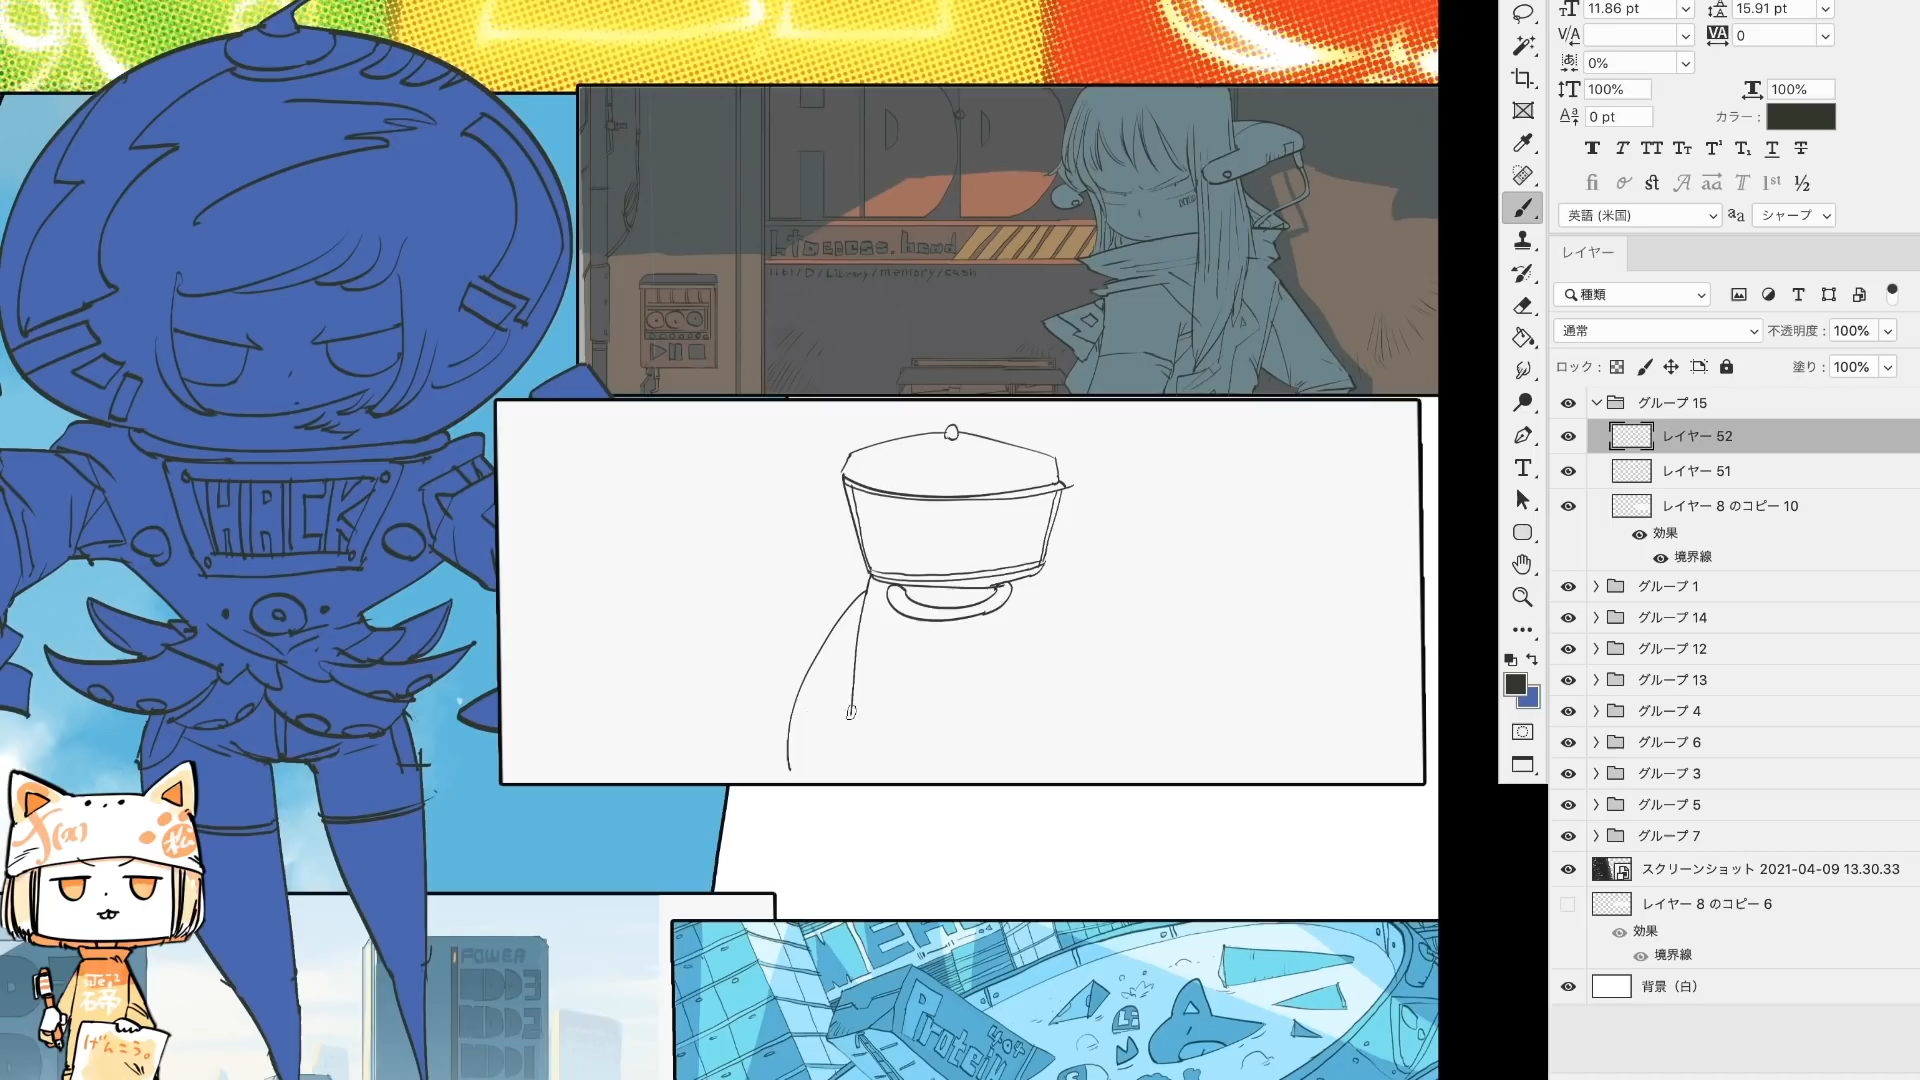 11.86 pt
15.91 pt
0
0%
100%
100%
0 pt
カラー :
英語 (米国)
シャープ
レイヤー
種類
通常
不透明度 :
100%
ロック :
塗り :
100%
グループ 15
レイヤー 52
レイヤー 51
レイヤー 8 のコピー 10
効果
境界線
グループ 1
グループ 14
グループ 12
グループ 13
グループ 4
グループ 6
グループ 3
グループ 5
グループ 7
スクリーンショット 2021-04-09 13.30.33
レイヤー 8 のコピー 6
効果
境界線
背景（白）
HACK
f(x)
松
げんこう。
POWER
Protein
404